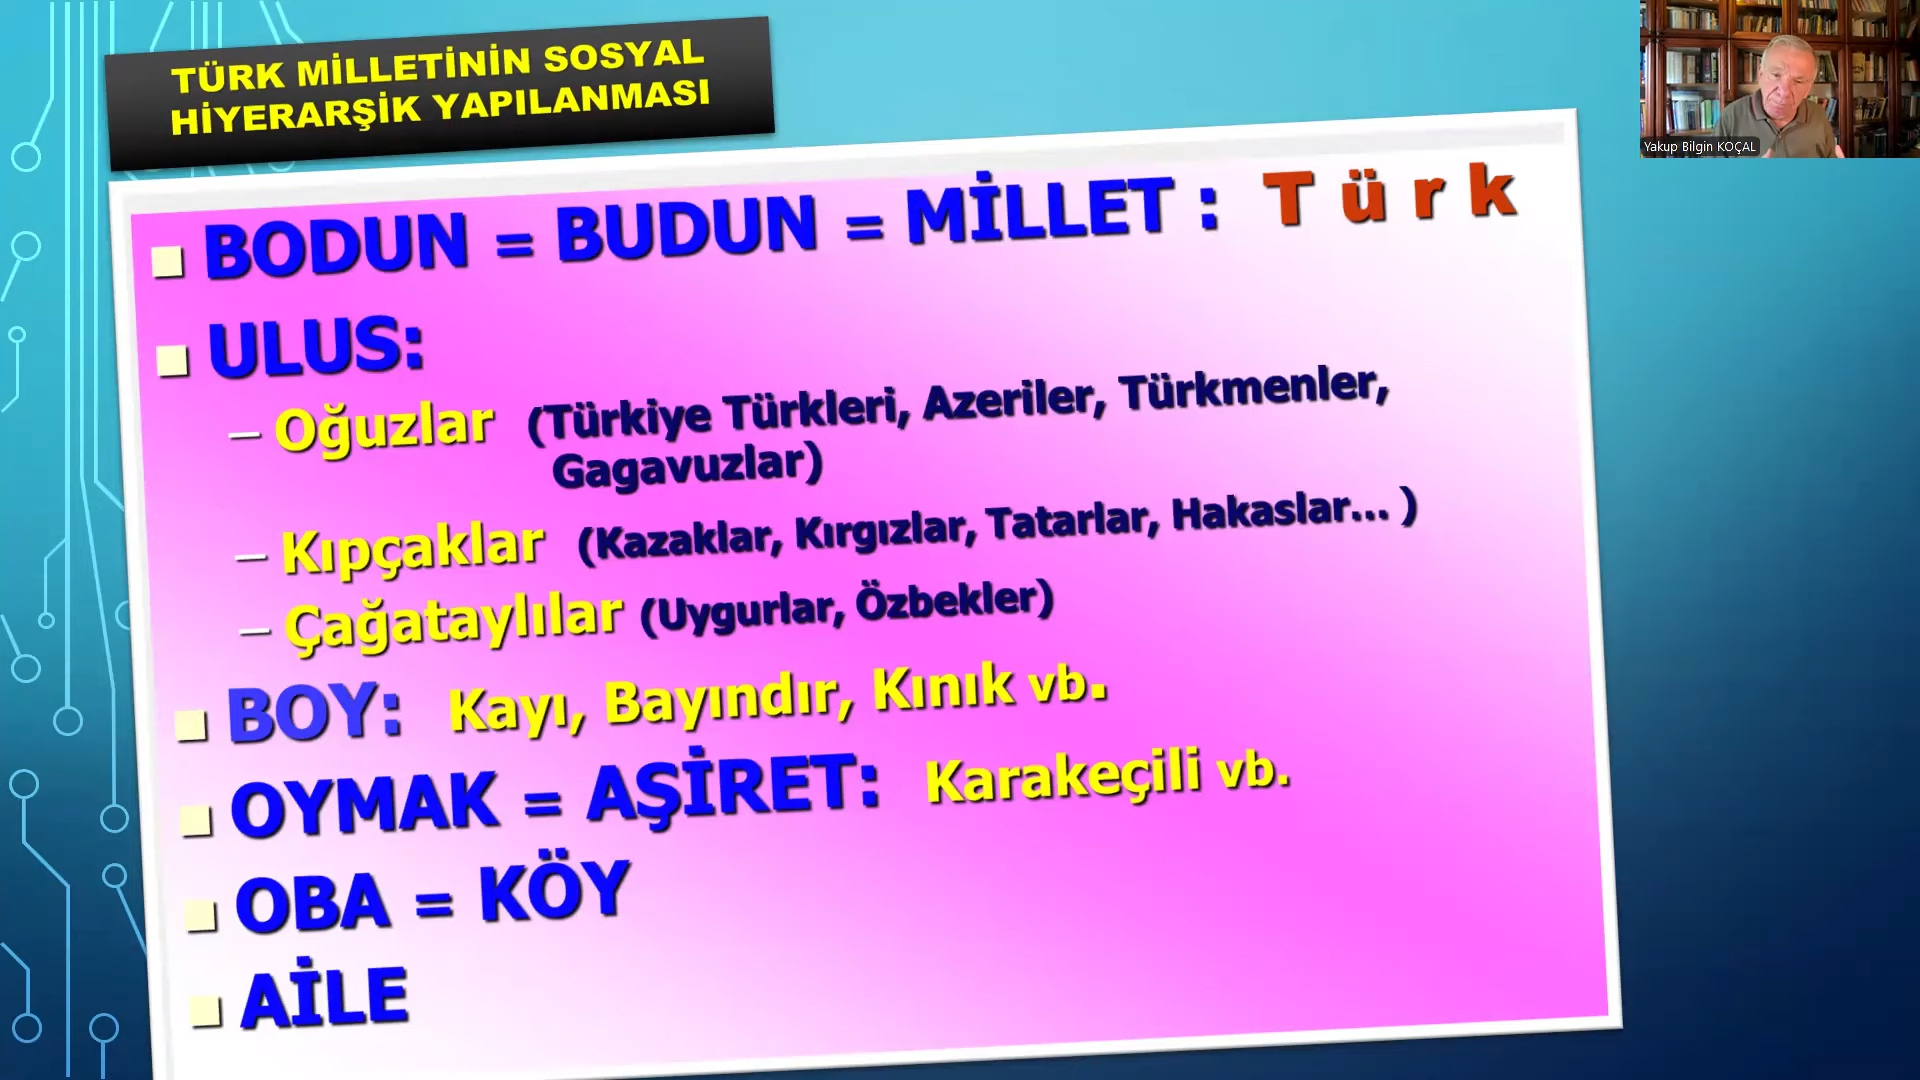 TÜRK MİLLETİNİN SOSYAL
HİYERARŞİK YAPILANMASI
BODUN = BUDUN = MİLLET : T ü r k
ULUS:
– Oğuzlar (Türkiye Türkleri, Azeriler, Türkmenler,
Gagavuzlar)
– Kıpçaklar (Kazaklar, Kırgızlar, Tatarlar, Hakaslar... )
– Çağataylılar (Uygurlar, Özbekler)
BOY: Kayı, Bayındır, Kınık vb.
OYMAK = AŞİRET: Karakeçili vb.
OBA = KÖY
AİLE
Yakup Bilgin KOÇAL